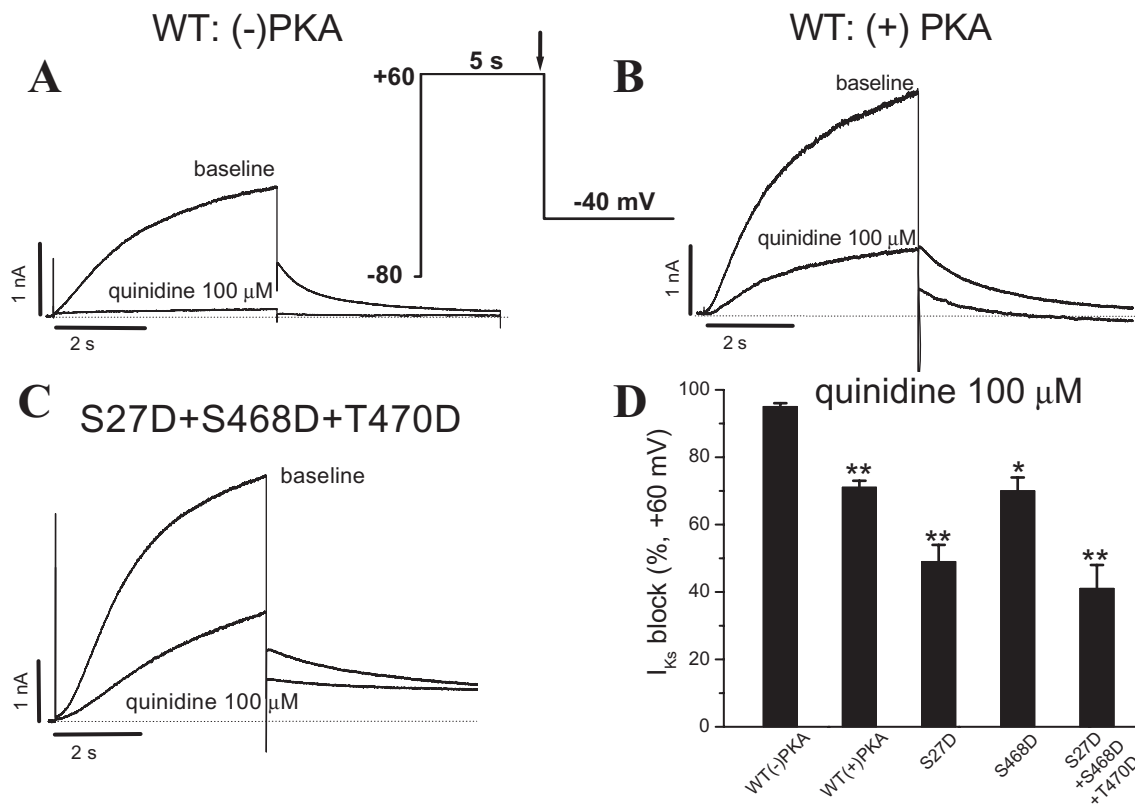 WT: (-)PKA
A
+60
5 s
-40 mV
-80
baseline
quinidine 100 μM
1 nA
2 s
WT: (+) PKA
B
baseline
quinidine 100 μM
1 nA
2 s
C
S27D+S468D+T470D
baseline
quinidine 100 μM
1 nA
2 s
D
quinidine 100 μM
IKs block (%, +60 mV)
100
80
60
40
20
0
**
**
*
**
WT(-)PKA
WT(+)PKA
S27D
S468D
S27D
+S468D
+T470D